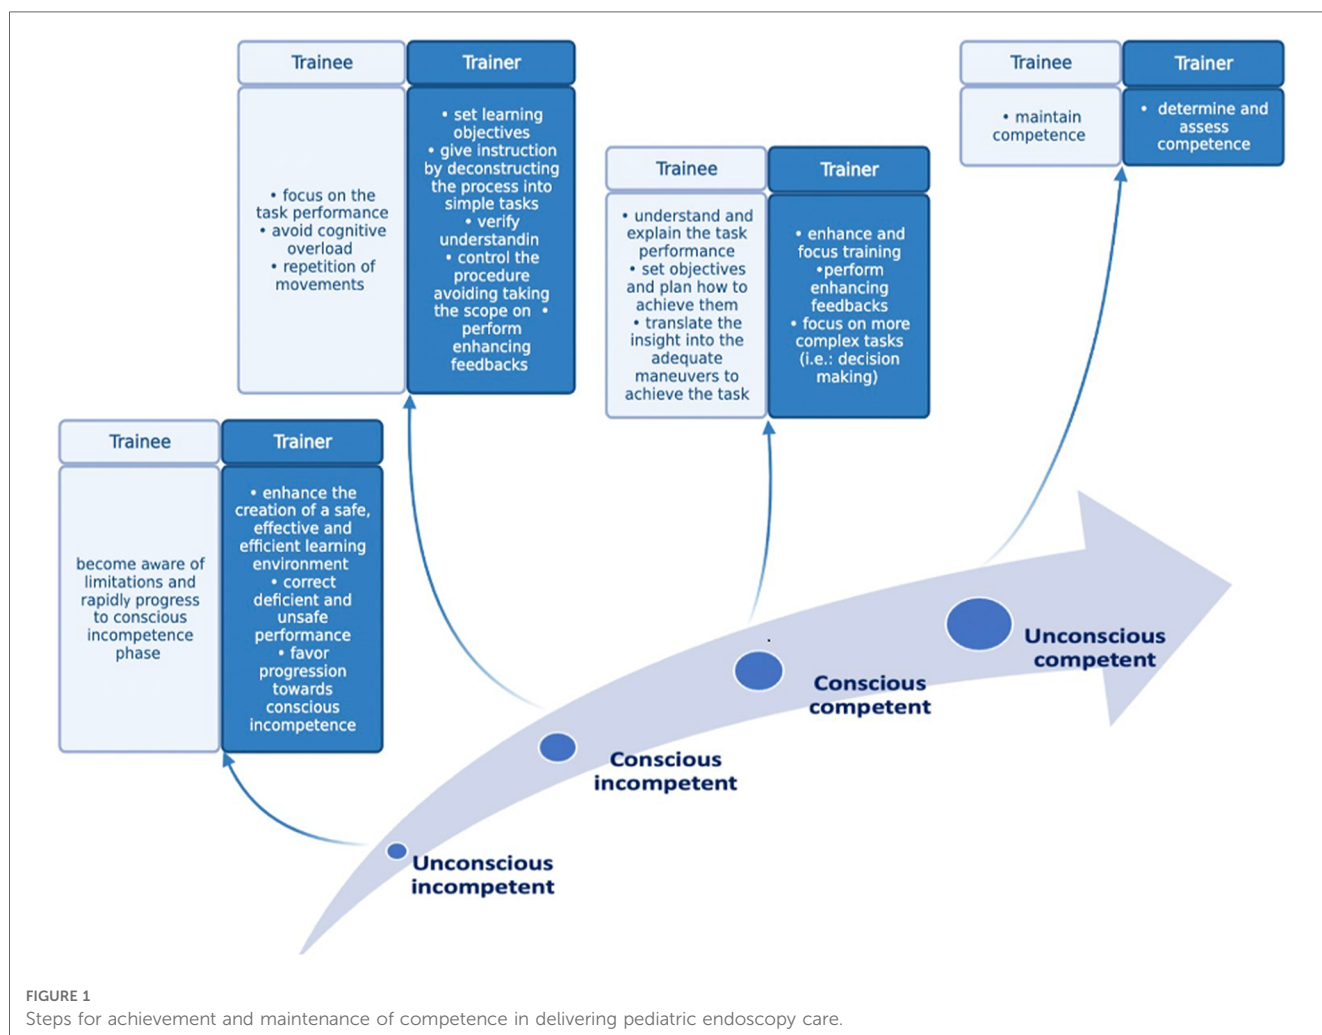 Trainee
Trainer
• focus on the
task performance
• avoid cognitive
overload
• repetition of
movements
• set learning
objectives
• give instruction
by deconstructing
the process into
simple tasks
• verify
understandin
• control the
procedure
avoiding taking
the scope on •
perform
enhancing
feedbacks
Trainee
Trainer
• understand and
explain the task
performance
• set objectives
and plan how to
achieve them
• translate the
insight into the
adequate
maneuvers to
achieve the task
• enhance and
focus training
•perform
enhancing
feedbacks
• focus on more
complex tasks
(i.e.: decision
making)
Trainee
Trainer
• maintain
competence
• determine and
assess
competence
Trainee
Trainer
become aware of
limitations and
rapidly progress
to conscious
incompetence
phase
• enhance the
creation of a safe,
effective and
efficient learning
environment
• correct
deficient and
unsafe
performance
• favor
progression
towards
conscious
incompetence
Unconscious
competent
Conscious
competent
Conscious
incompetent
Unconscious
incompetent
FIGURE 1
Steps for achievement and maintenance of competence in delivering pediatric endoscopy care.